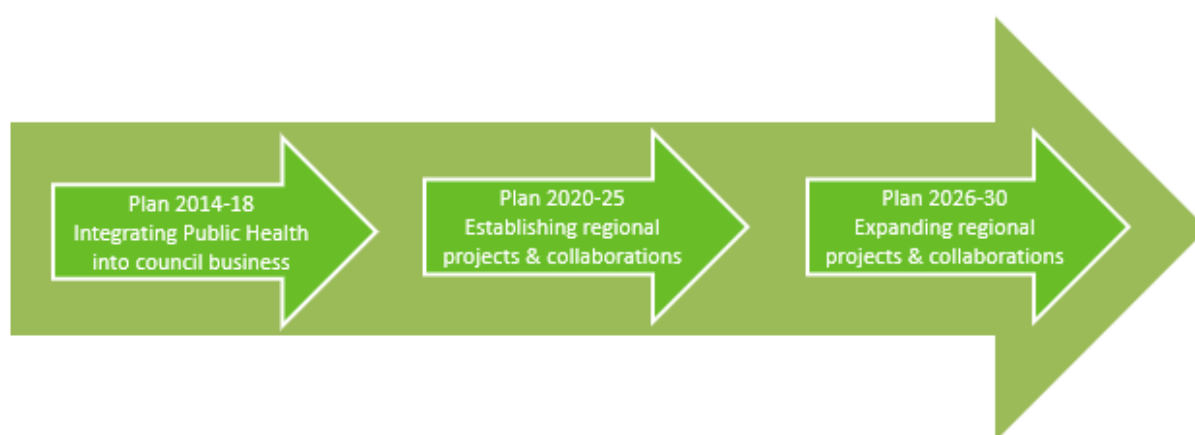 Plan 2014-18
Integrating Public Health
into council business
Plan 2020-25
Establishing regional
projects & collaborations
Plan 2026-30
Expanding regional
projects & collaborations